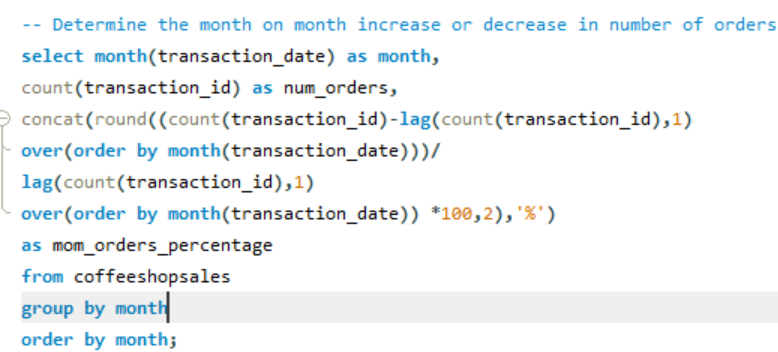 -- Determine the month on month increase or decrease in number of orders
select month(transaction_date) as month,
count(transaction_id) as num_orders,
concat(round((count(transaction_id)-lag(count(transaction_id),1)
over(order by month(transaction_date)))/
lag(count(transaction_id),1)
over(order by month(transaction_date)) *100,2),'%')
as mom_orders_percentage
from coffeeshopsales
group by month
order by month;